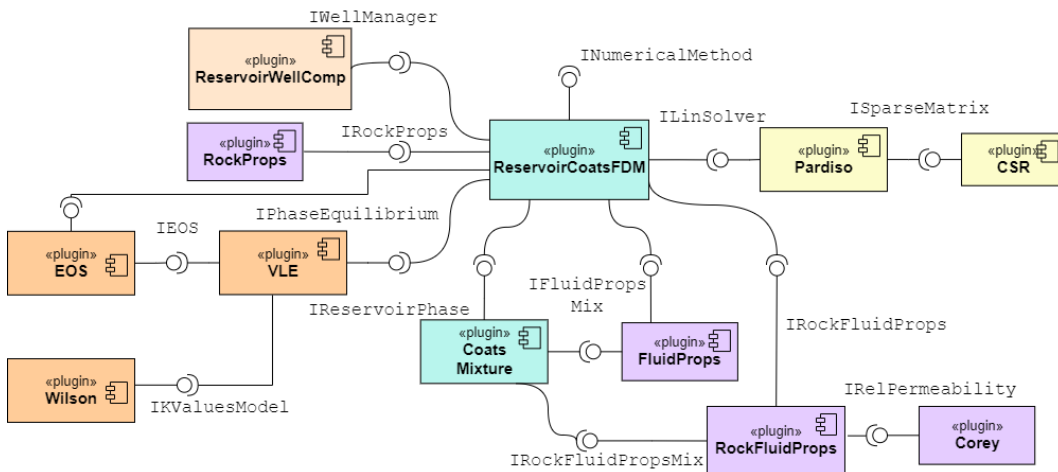 IWellManager
«plugin»
ReservoirWellComp
INumericalMethod
«plugin»
RockProps
IRockProps
«plugin»
ReservoirCoatsFDM
ILinSolver
«plugin»
Pardiso
ISparseMatrix
«plugin»
CSR
«plugin»
EOS
IEOS
«plugin»
VLE
IPhaseEquilibrium
IReservoirPhase
IFluidProps
Mix
«plugin»
Coats
Mixture
«plugin»
FluidProps
IRockFluidProps
«plugin»
Wilson
IKValuesModel
IRockFluidPropsMix
«plugin»
RockFluidProps
IRelPermeability
«plugin»
Corey